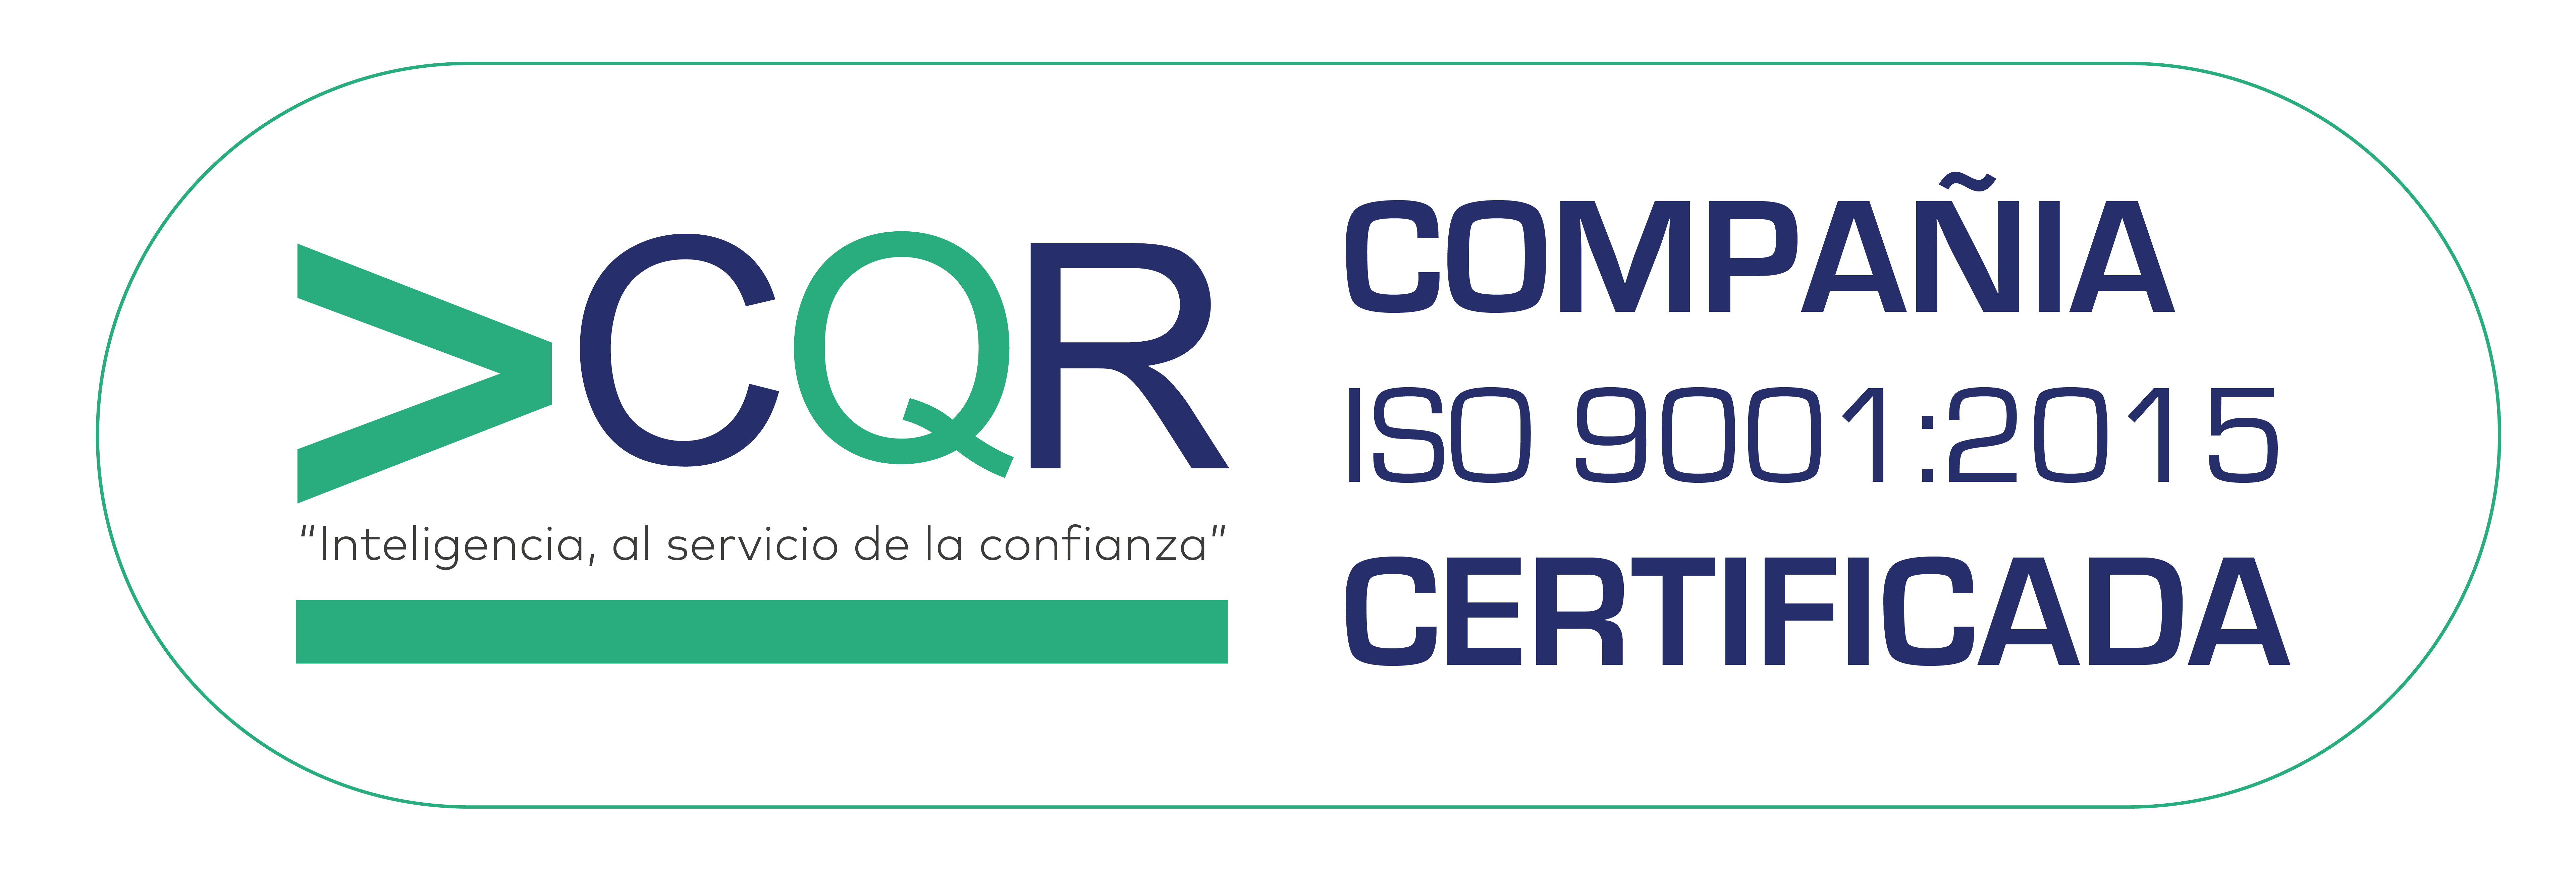 CQR
“Inteligencia, al servicio de la confianza”
COMPAÑIA
ISO 9001:2015
CERTIFICADA